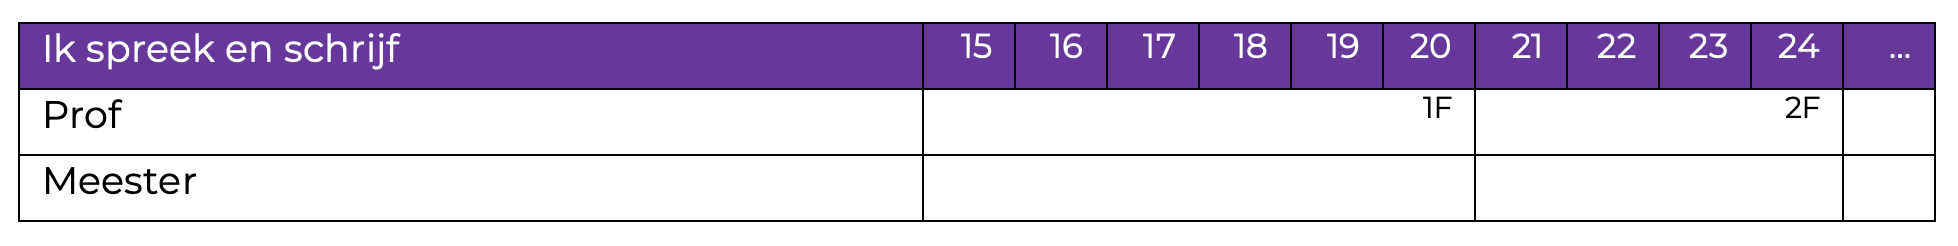 Ik spreek en schrijf 15 16 17 18 19 20 21 22 23 24 ...
Prof 1F 2F
Meester